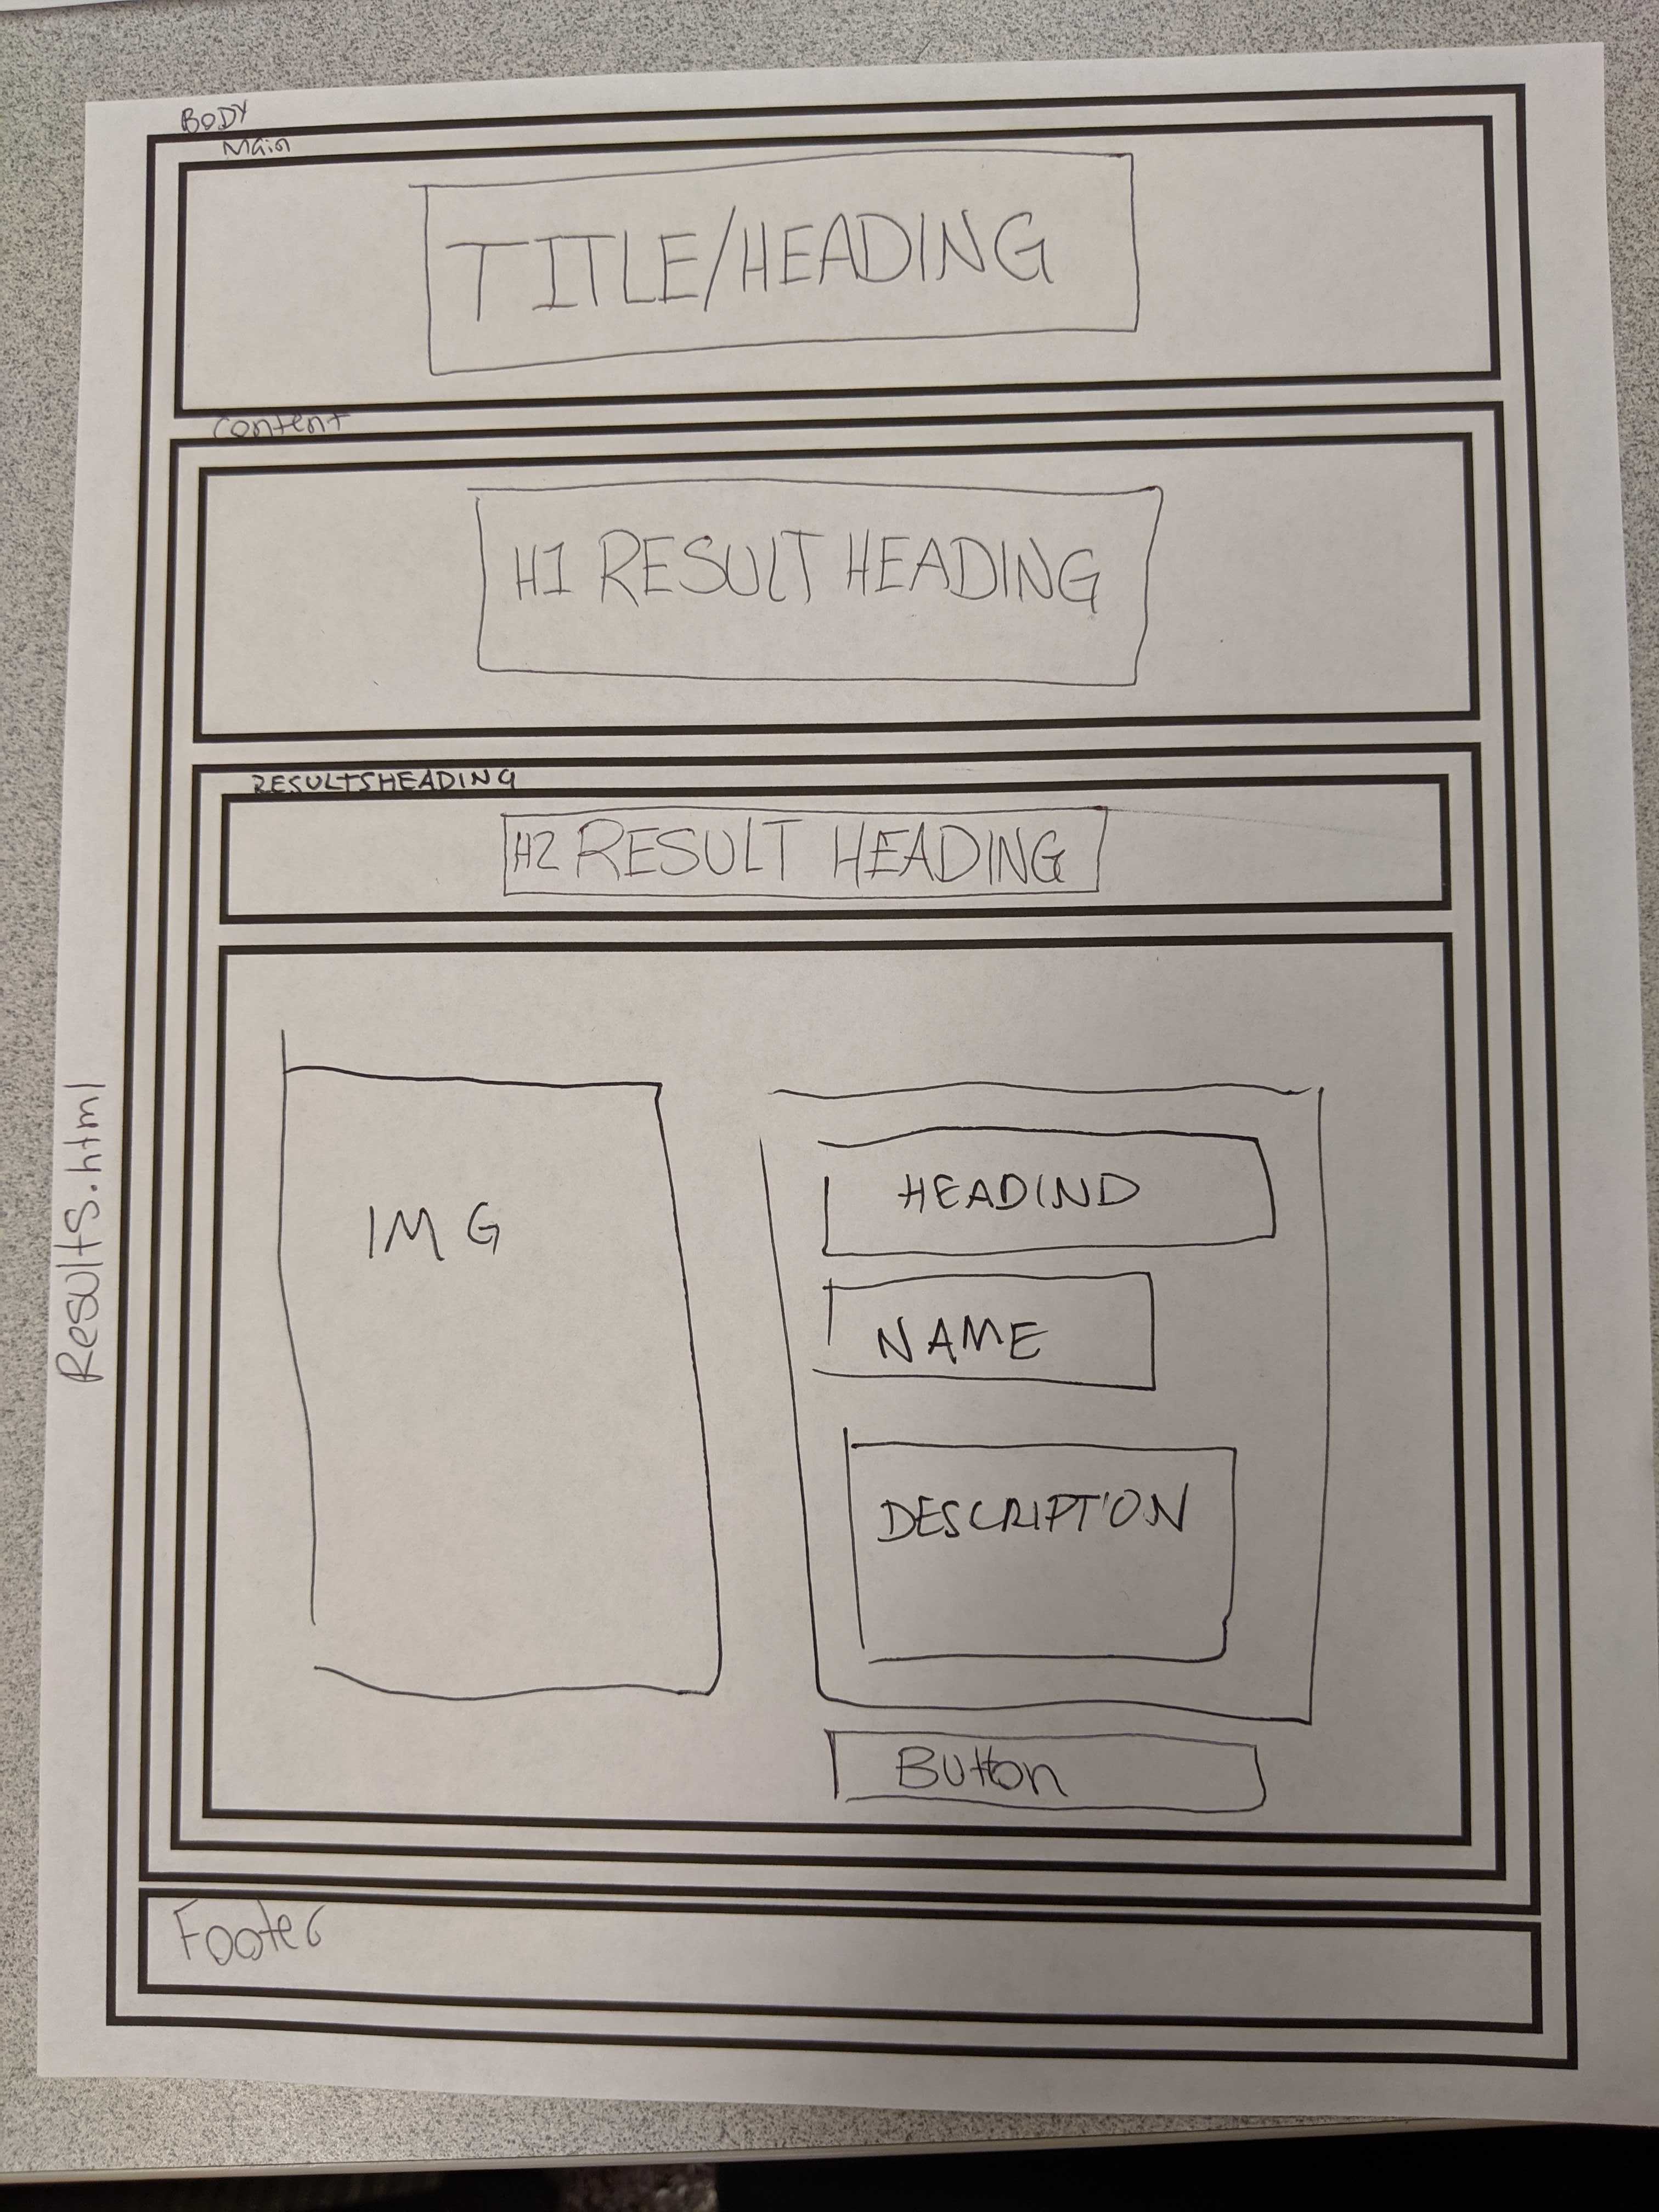 BODY
Main
TITLE/HEADING
Content
H1 RESULT HEADING
RESULTSHEADING
H2 RESULT HEADING
IMG
HEADIND
NAME
DESCRIPTION
Button
Footer
Results.html